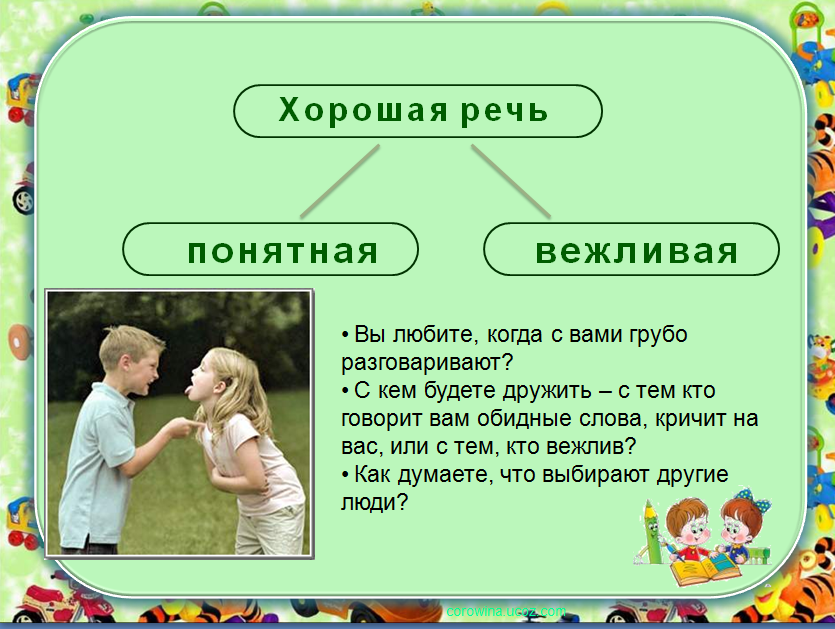 Хорошая речь
понятная
вежливая
• Вы любите, когда с вами грубо
разговаривают?
• С кем будете дружить – с тем кто
говорит вам обидные слова, кричит на
вас, или с тем, кто вежлив?
• Как думаете, что выбирают другие
люди?
corowina.ucoz.com